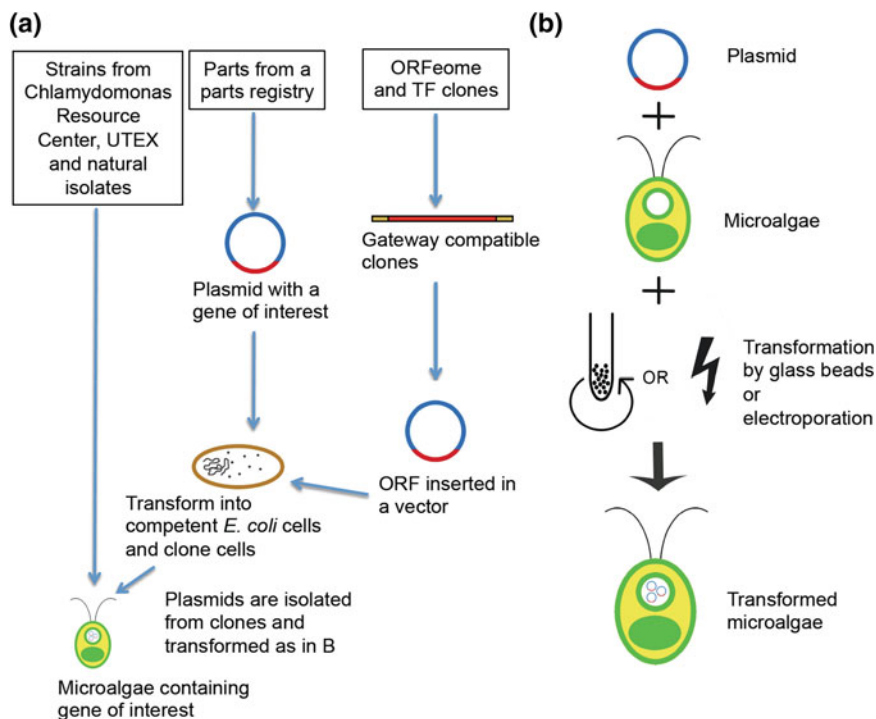 (a)
Strains from
Chlamydomonas
Resource
Center, UTEX
and natural
isolates
Parts from a
parts registry
ORFeome
and TF clones
Gateway compatible
clones
Plasmid with a
gene of interest
ORF inserted in
a vector
Transform into
competent E. coli cells
and clone cells
Plasmids are isolated
from clones and
transformed as in B
Microalgae containing
gene of interest
(b)
Plasmid
+
Microalgae
+
OR
Transformation
by glass beads
or
electroporation
Transformed
microalgae